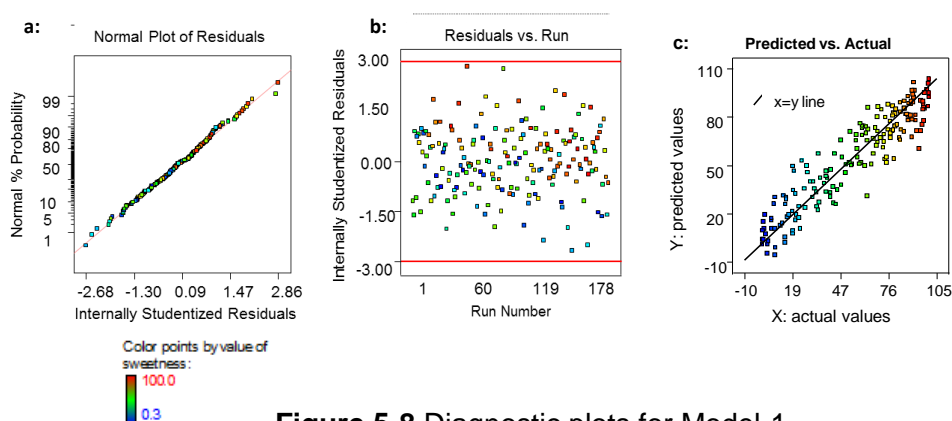 a:
Normal Plot of Residuals
Normal % Probability
99
90
80
50
10
5
1
-2.68 -1.30 0.09 1.47 2.86
Internally Studentized Residuals
b:
Residuals vs. Run
Internally Studentized Residuals
3.00
1.50
0.00
-1.50
-3.00
1 60 119 178
Run Number
c:
Predicted vs. Actual
x=y line
Y: predicted values
110
80
50
20
-10
-10 19 47 76 105
X: actual values
Color points by value of
sweetness:
100.0
0.3
Figure 5.8 Diagnostic plots for Model-1